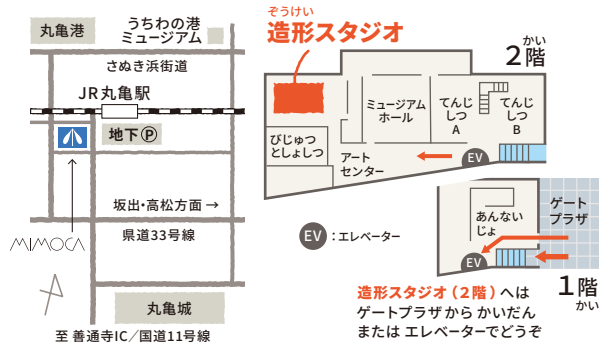 丸亀港
うちわの港
ミュージアム
さぬき浜街道
JR丸亀駅
地下Ⓟ
坂出・高松方面 →
県道33号線
MIMOCA
丸亀城
至 善通寺IC／国道11号線
ぞうけい
造形スタジオ
かい
2階
ミュージアム
ホール
てんじ
しつ
A
てんじ
しつ
B
びじゅつ
としょしつ
アート
センター
EV
あんない
じょ
ゲート
プラザ
EV
EV：エレベーター
1階
かい
造形スタジオ（２階）へは
ゲートプラザ から かいだん
または エレベーターでどうぞ